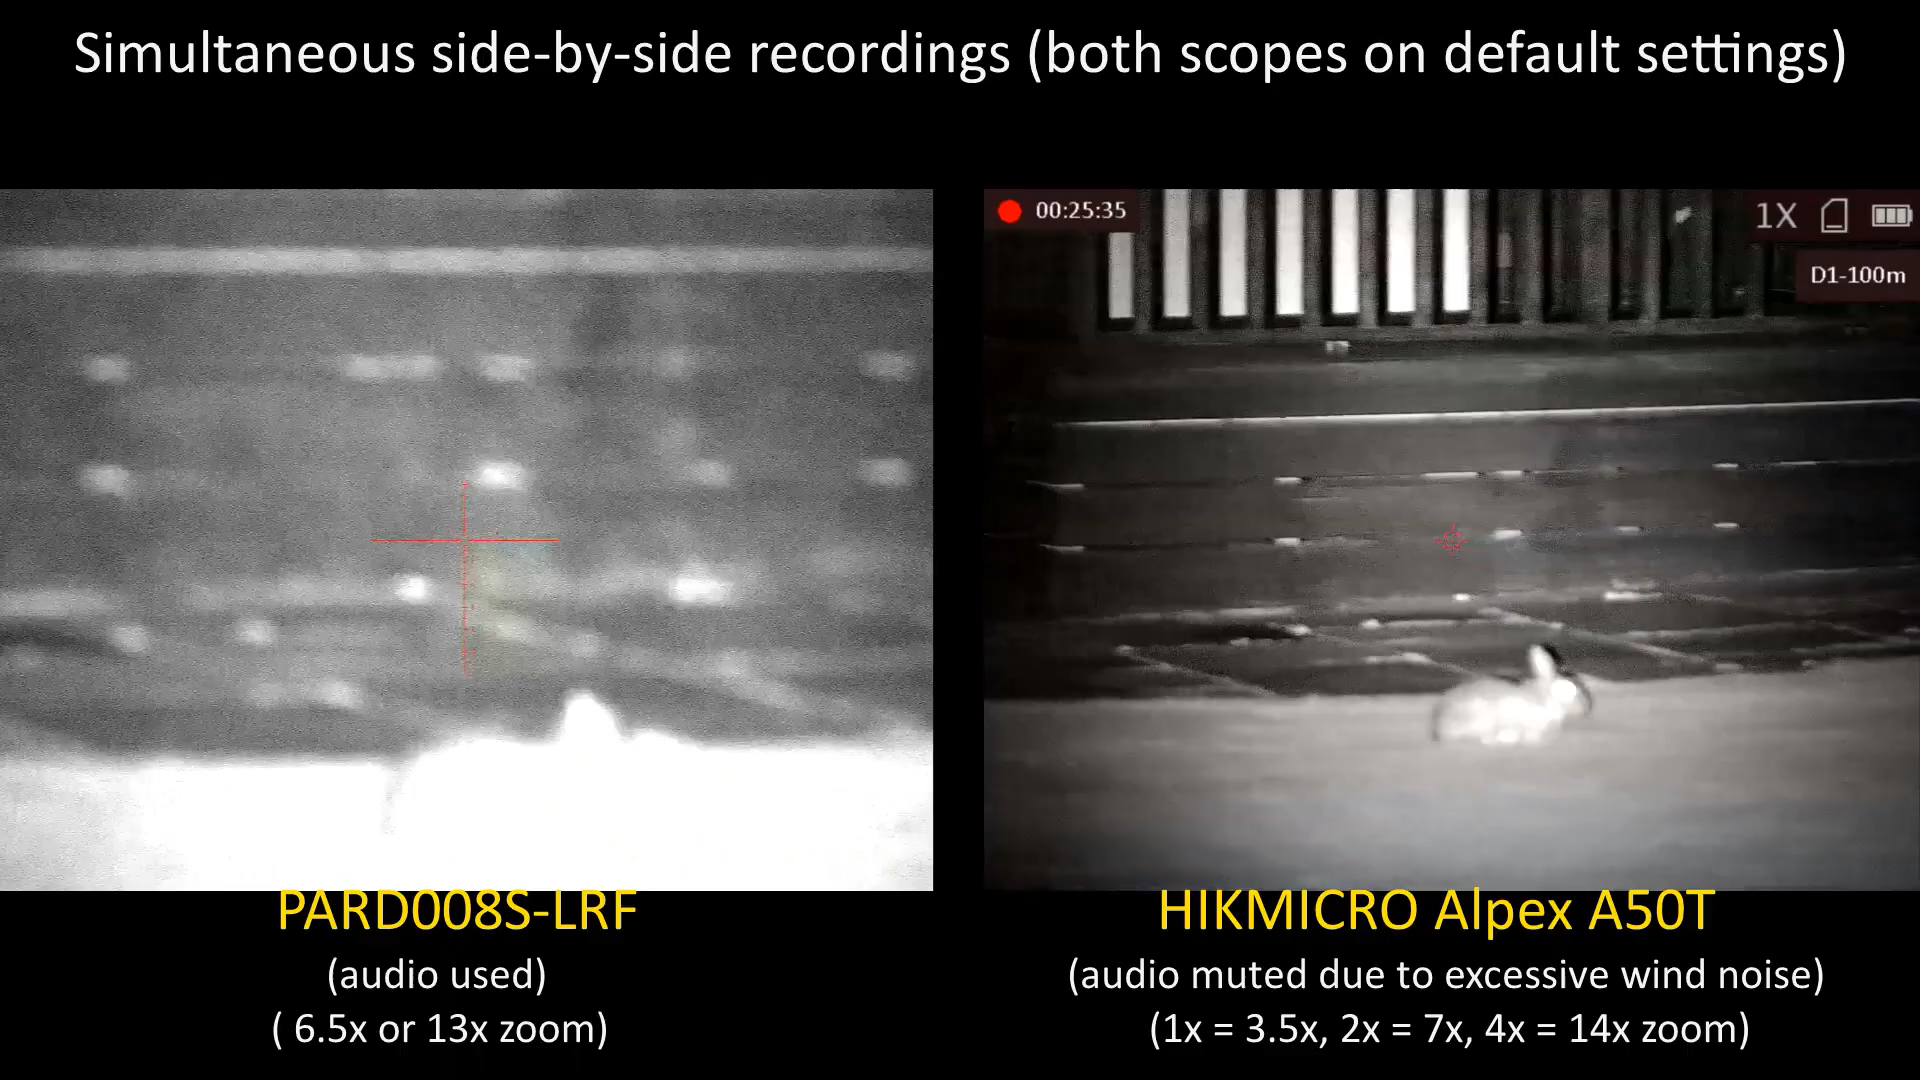 Simultaneous side-by-side recordings (both scopes on default settings)
00:25:35
1X
D1-100m
PARD008S-LRF
(audio used)
( 6.5x or 13x zoom)
HIKMICRO Alpex A50T
(audio muted due to excessive wind noise)
(1x = 3.5x, 2x = 7x, 4x = 14x zoom)